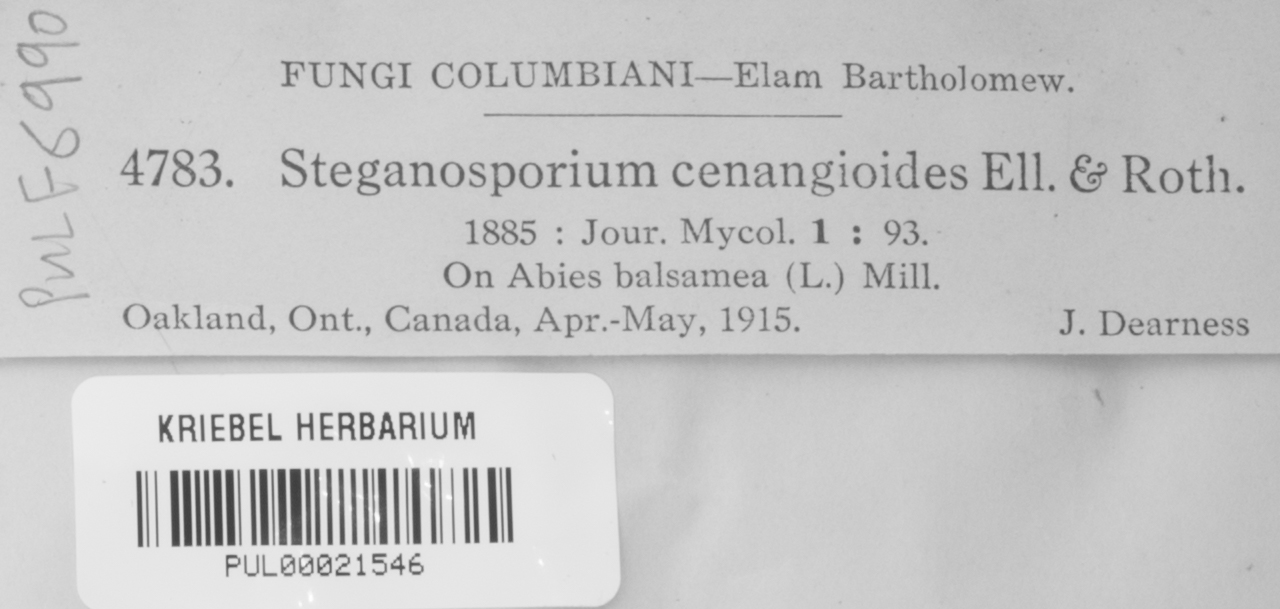 PUL F6990
FUNGI COLUMBIANI—Elam Bartholomew.
4783. Steganosporium cenangioides Ell. & Roth.
1885 : Jour. Mycol. 1 : 93.
On Abies balsamea (L.) Mill.
Oakland, Ont., Canada, Apr.-May, 1915. J. Dearness
KRIEBEL HERBARIUM
PUL00021546